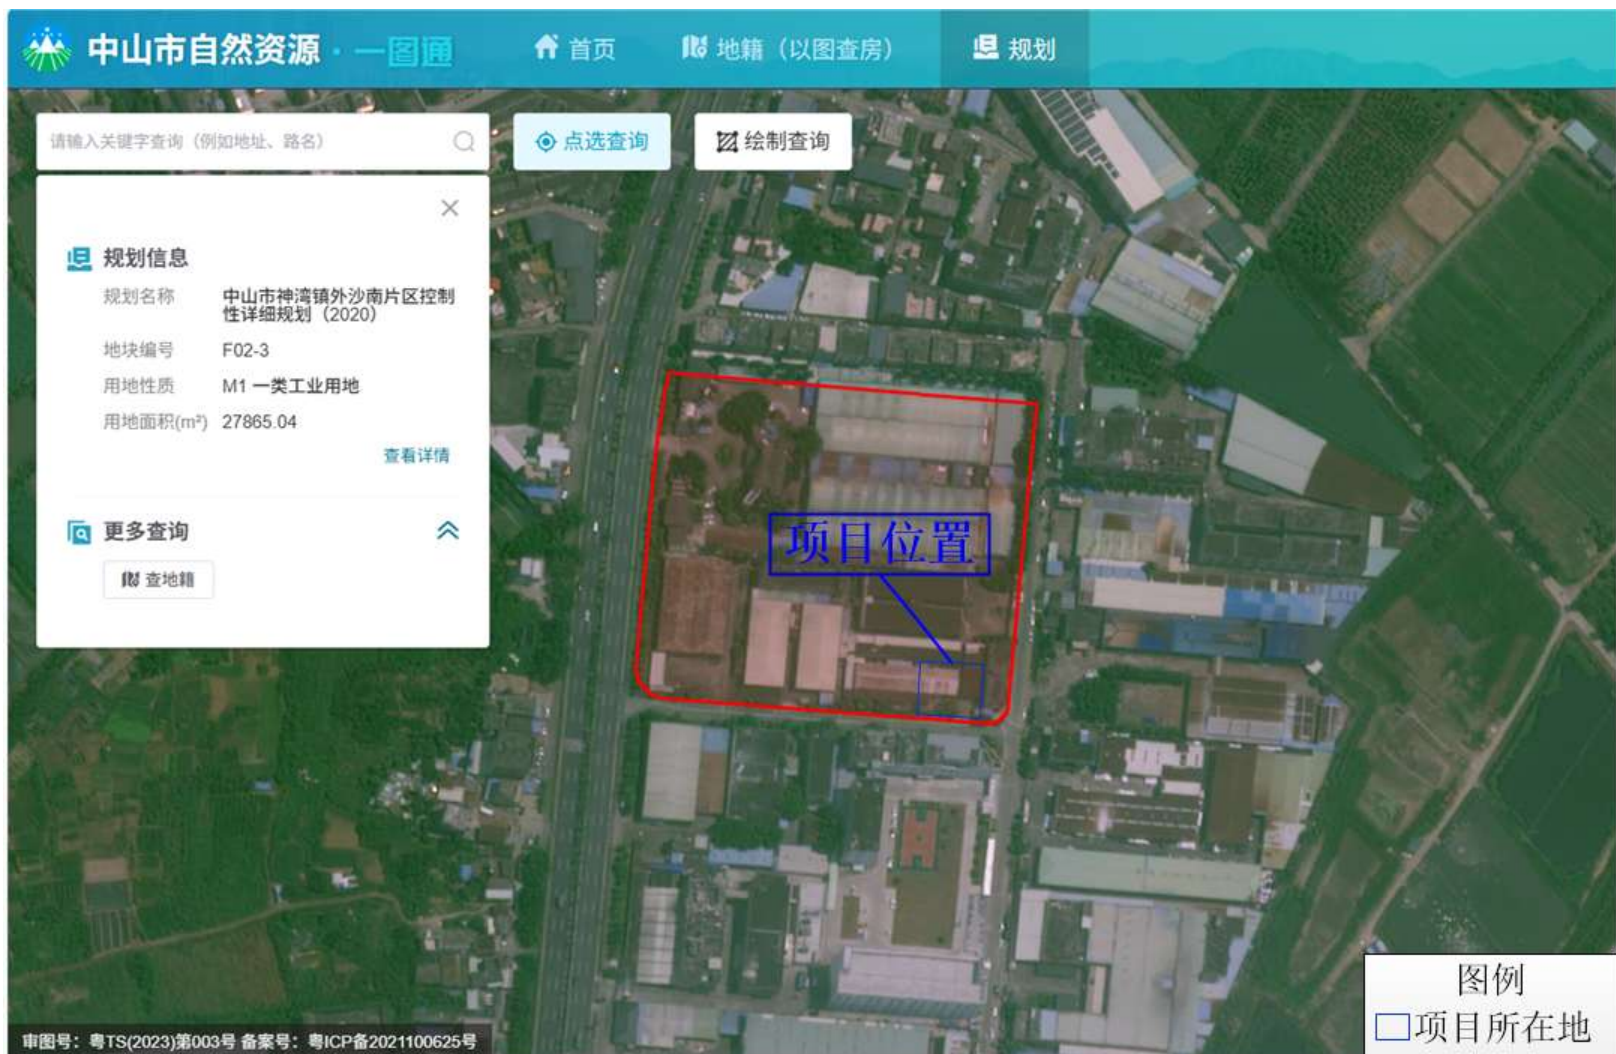 中山市自然资源·一图通
首页
地籍（以图查房）
规划
请输入关键字查询（例如地址、路名）
点选查询
绘制查询
规划信息
规划名称 中山市神湾镇外沙南片区控制
性详细规划（2020）
地块编号 F02-3
用地性质 M1 一类工业用地
用地面积(m²) 27865.04
查看详情
更多查询
查地籍
项目位置
图例
项目所在地
审图号：粤TS(2023)第003号 备案号：粤ICP备2021100625号